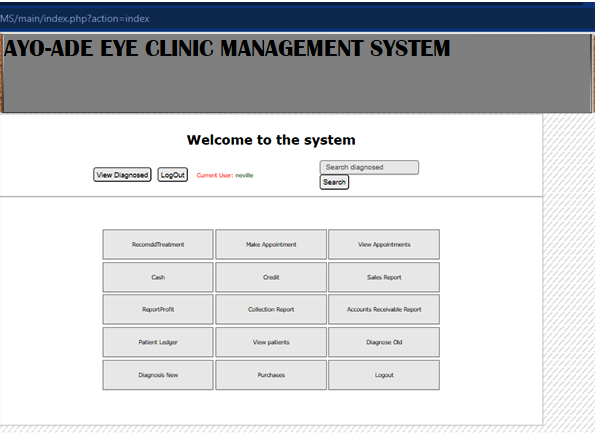 MS/main/index.php?action=index
AYO-ADE EYE CLINIC MANAGEMENT SYSTEM
Welcome to the system
View Diagnosed LogOut Current User: neville Search diagnosed
Search
RecomddTreatment Make Appointment View Appointments
Cash Credit Sales Report
ReportProfit Collection Report Accounts Receivable Report
Patient Ledger View patients Diagnose Old
Diagnosis New Purchases Logout